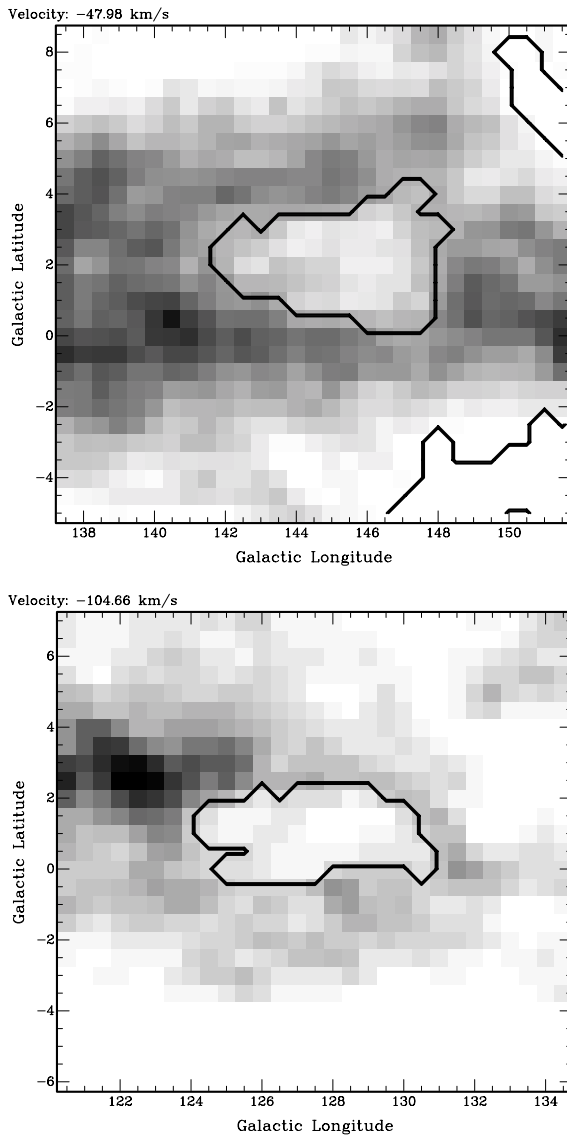 Velocity: −47.98 km/s
8
6
4
2
0
−2
−4
Galactic Latitude
138 140 142 144 146 148 150
Galactic Longitude
Velocity: −104.66 km/s
6
4
2
0
−2
−4
−6
Galactic Latitude
122 124 126 128 130 132 134
Galactic Longitude